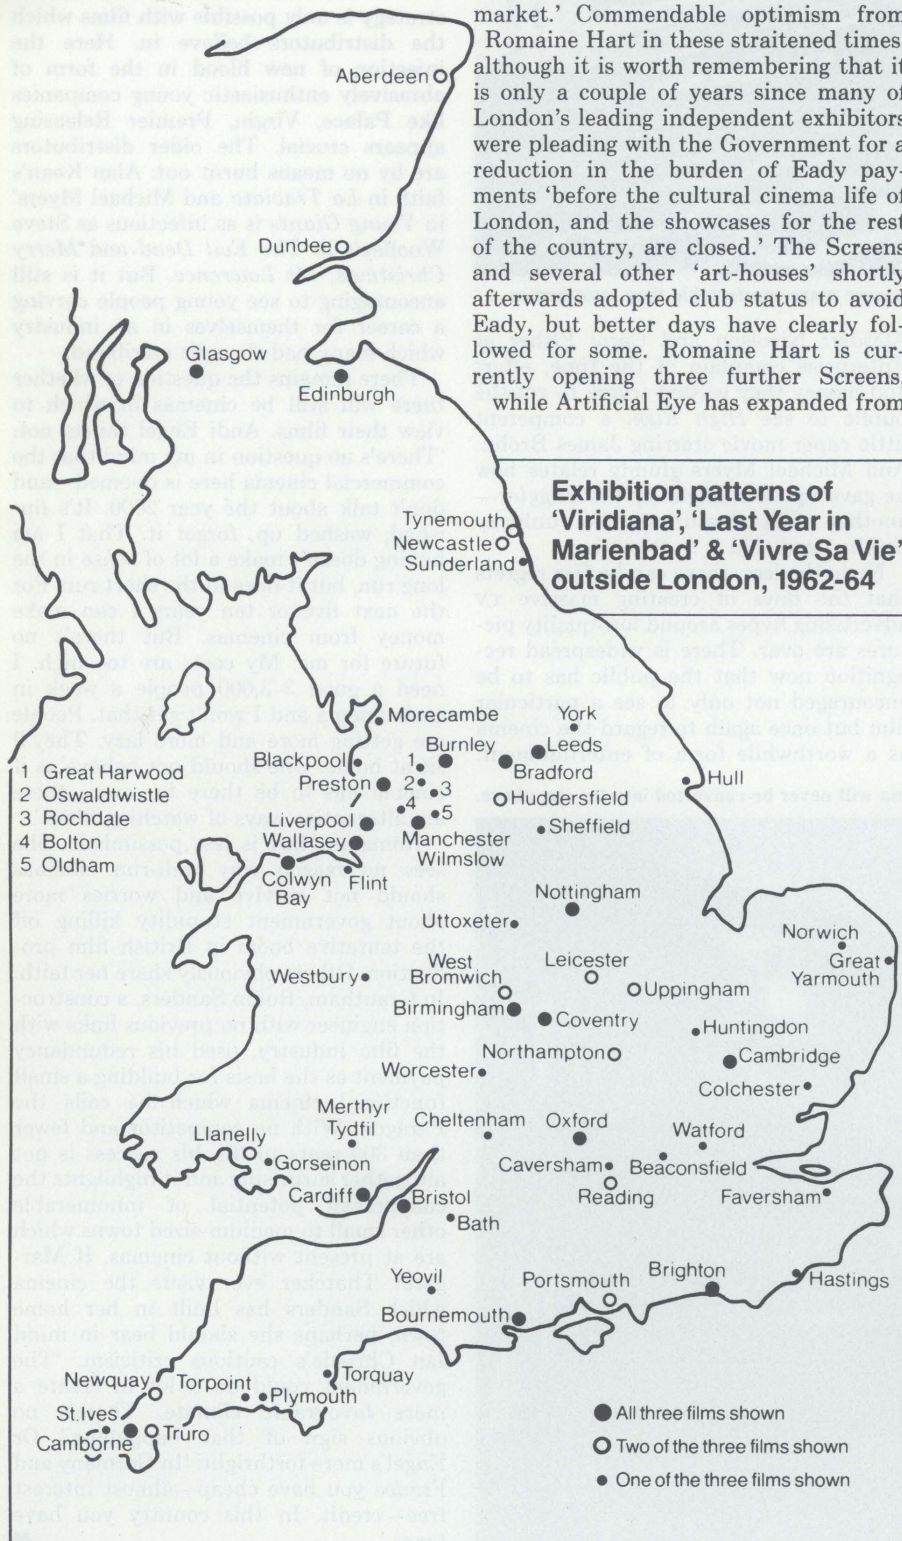 market.' Commendable optimism from
Romaine Hart in these straitened times,
although it is worth remembering that it
is only a couple of years since many of
London's leading independent exhibitors
were pleading with the Government for a
reduction in the burden of Eady pay-
ments 'before the cultural cinema life of
London, and the showcases for the rest
of the country, are closed.' The Screens
and several other 'art-houses' shortly
afterwards adopted club status to avoid
Eady, but better days have clearly fol-
lowed for some. Romaine Hart is cur-
rently opening three further Screens,
while Artificial Eye has expanded from
Exhibition patterns of
'Viridiana', 'Last Year in
Marienbad' & 'Vivre Sa Vie'
outside London, 1962-64
Aberdeen
Dundee
Glasgow
Edinburgh
Tynemouth
Newcastle
Sunderland
Morecambe
York
Blackpool
Burnley
Leeds
Preston
1
2
3
4
Bradford
Hull
Huddersfield
Great Harwood
2 Oswaldtwistle
3 Rochdale
4 Bolton
5 Oldham
Liverpool
Sheffield
Wallasey
Manchester
Wilmslow
Colwyn
Bay
Flint
Nottingham
Uttoxeter
Norwich
Great
Yarmouth
Westbury
West
Bromwich
Leicester
Uppingham
Birmingham
Coventry
Huntingdon
Northampton
Cambridge
Worcester
Colchester
Merthyr
Tydfil
Cheltenham
Oxford
Watford
Llanelly
Gorseinon
Caversham
Beaconsfield
Cardiff
Bristol
Reading
Faversham
Bath
Yeovil
Portsmouth
Brighton
Hastings
Bournemouth
Newquay
Torpoint
Plymouth
Torquay
St. Ives
Camborne
Truro
All three films shown
Two of the three films shown
One of the three films shown